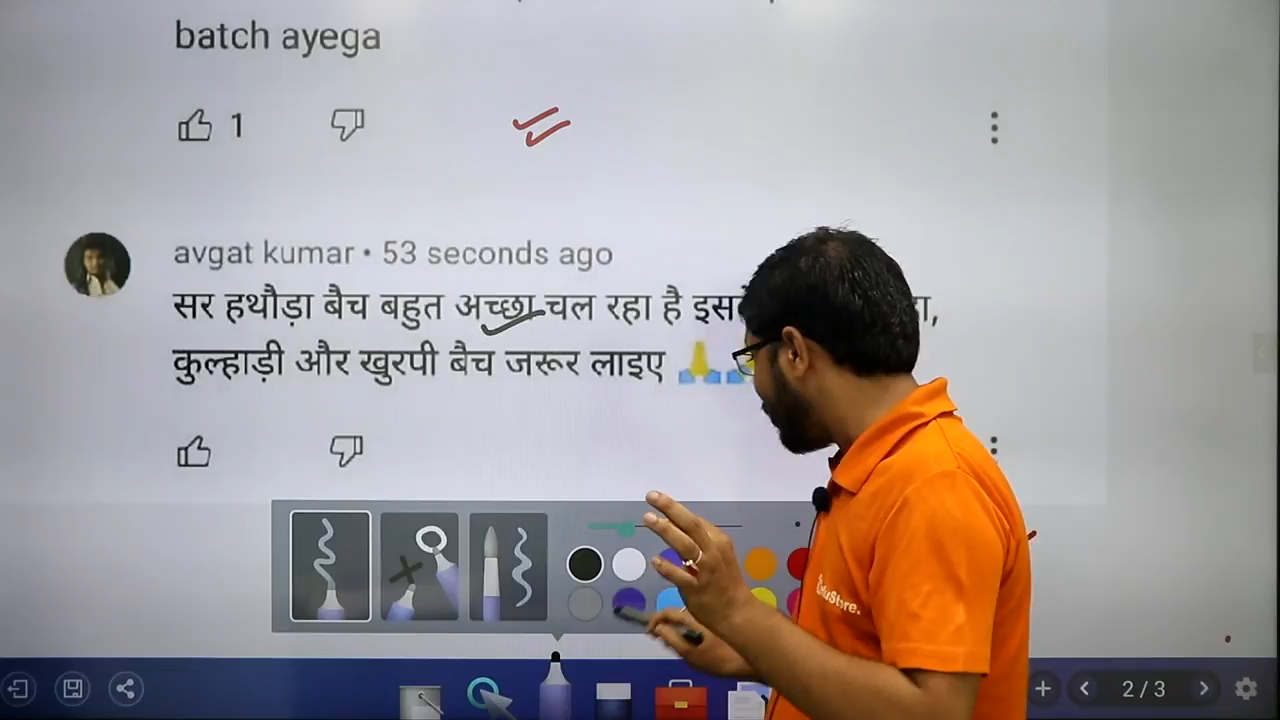 batch ayega
1
avgat kumar • 53 seconds ago
सर हथौड़ा बैच बहुत अच्छा चल रहा है
कुल्हाड़ी और खुरपी बैच जरूर लाइए 🙏
2 / 3